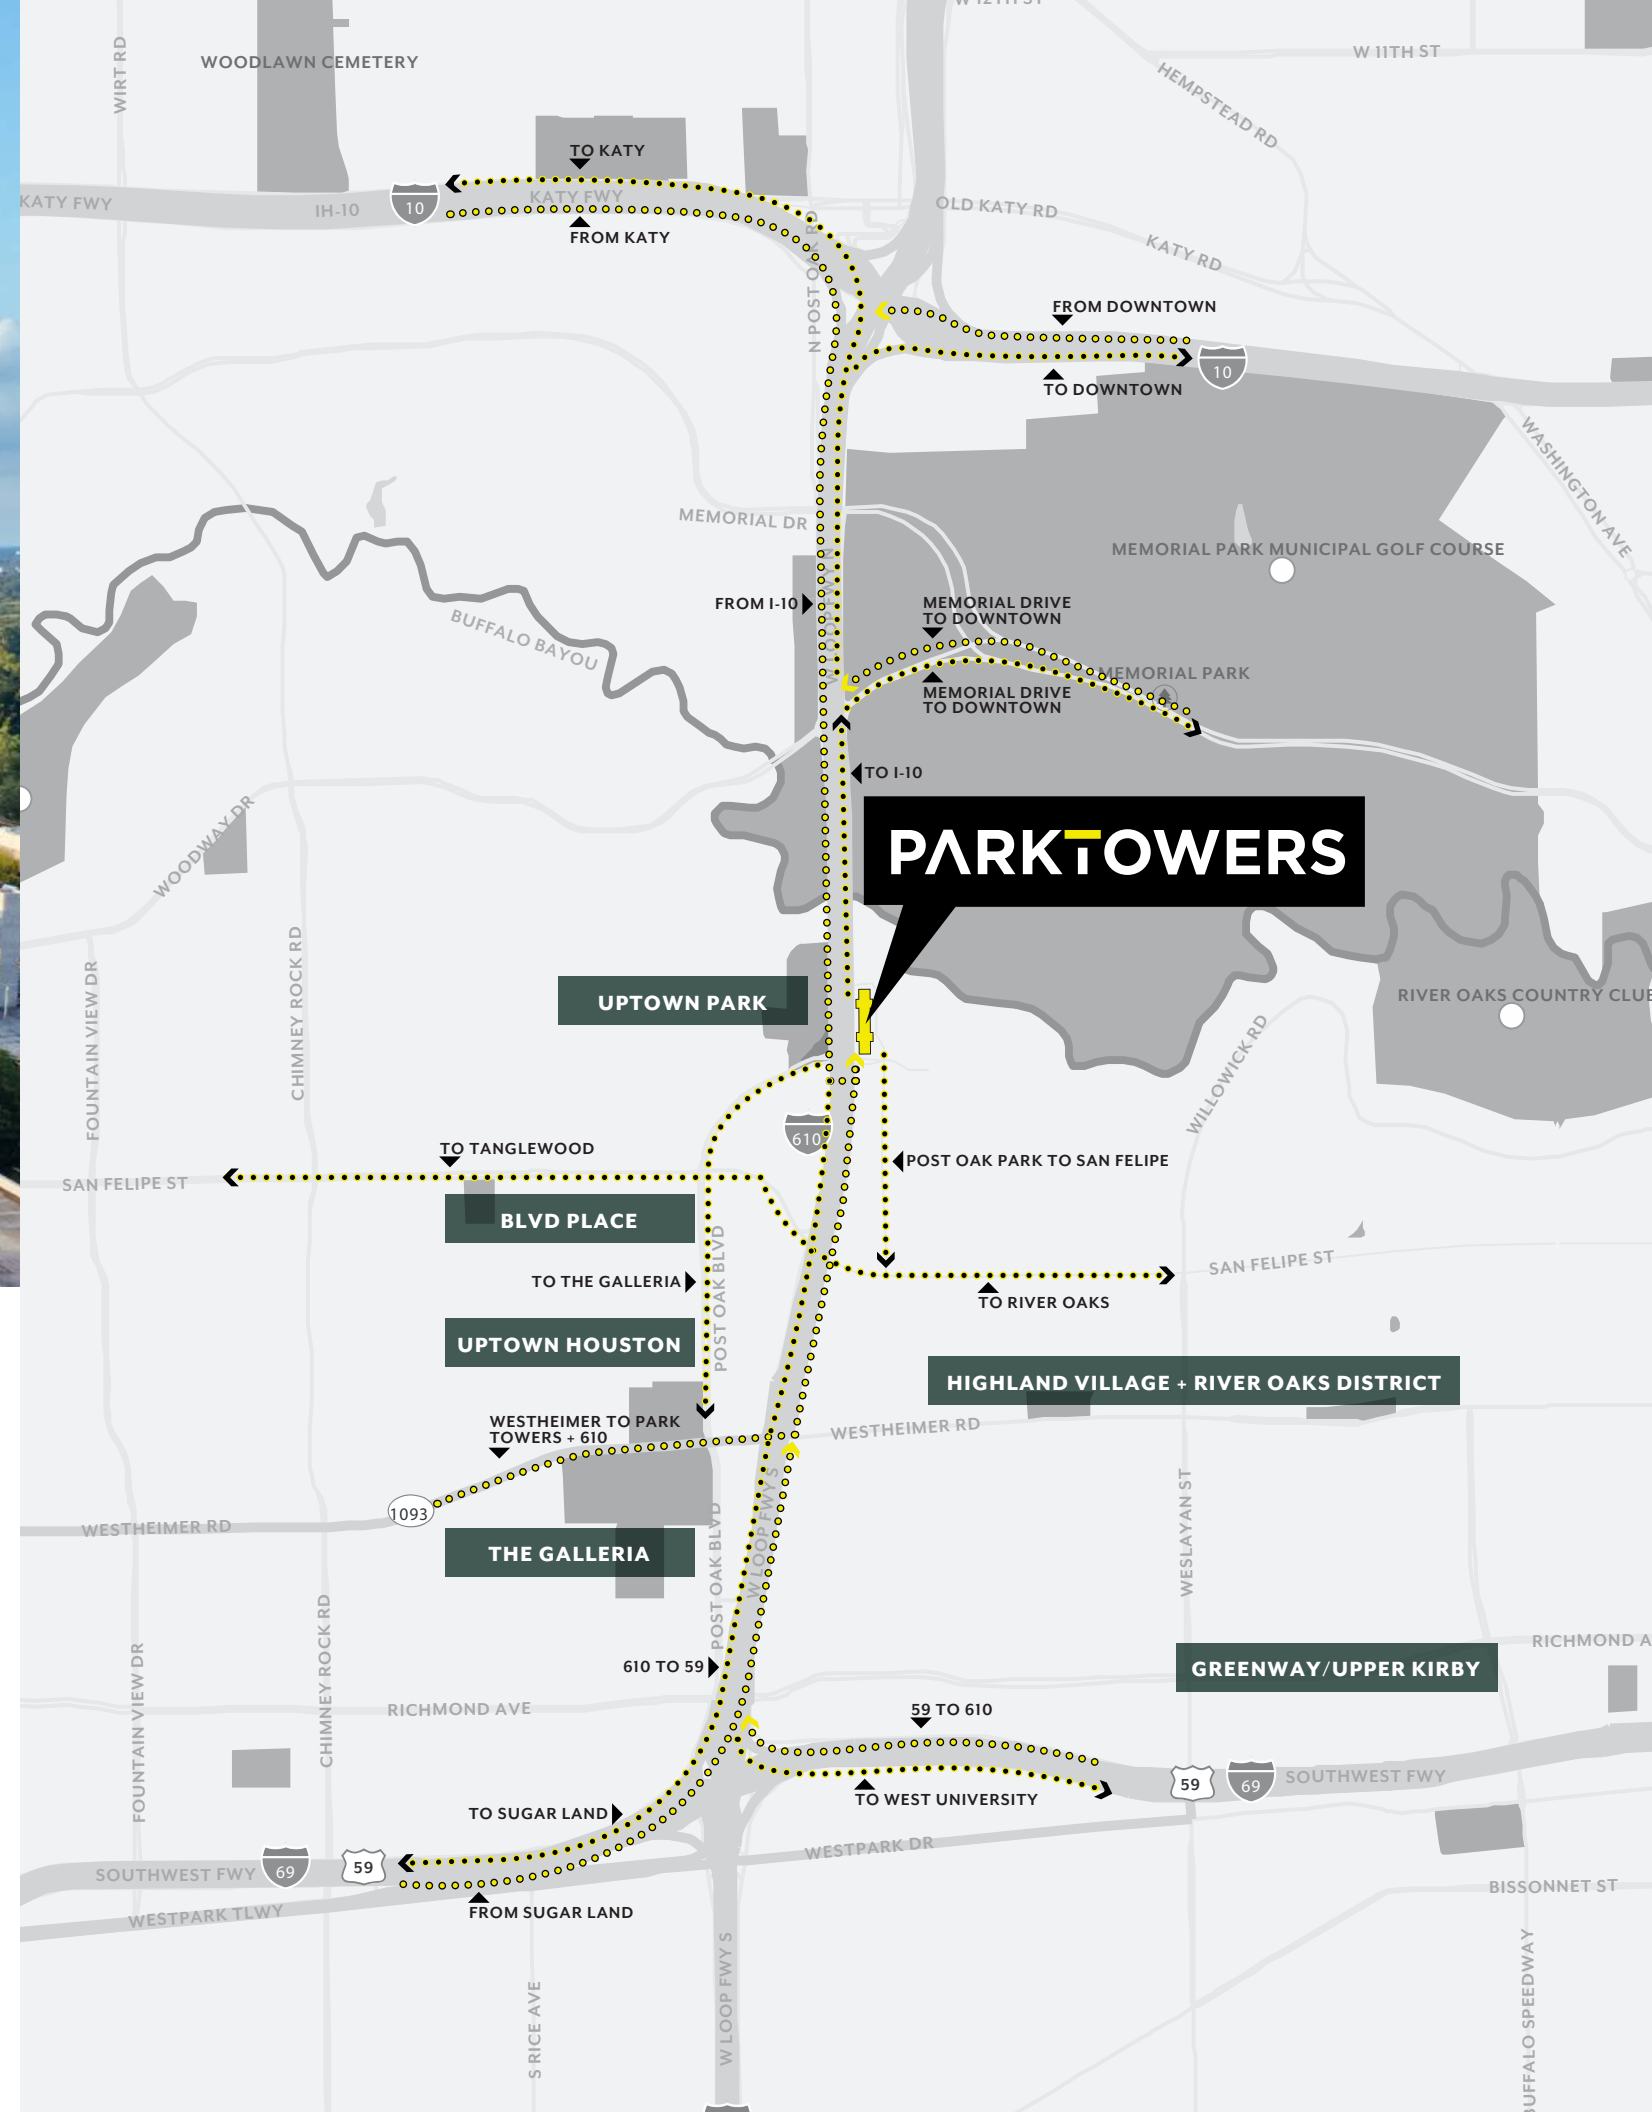 W 12TH ST
WIRT RD
WOODLAWN CEMETERY
W 11TH ST
HEMPSTEAD RD
TO KATY
KATY FWY
KATY FWY
IH-10
10
FROM KATY
N POST OAK RD
OLD KATY RD
KATY RD
FROM DOWNTOWN
10
TO DOWNTOWN
WASHINGTON AVE
MEMORIAL DR
MEMORIAL PARK MUNICIPAL GOLF COURSE
FROM I-10
W LOOP FWY N
MEMORIAL DRIVE
TO DOWNTOWN
BUFFALO BAYOU
MEMORIAL PARK
MEMORIAL DRIVE
TO DOWNTOWN
TO I-10
WOODWAY DR
PARKTOWERS
UPTOWN PARK
RIVER OAKS COUNTRY CLUB
FOUNTAIN VIEW DR
CHIMNEY ROCK RD
WILLOWICK RD
610
TO TANGLEWOOD
POST OAK PARK TO SAN FELIPE
SAN FELIPE ST
BLVD PLACE
SAN FELIPE ST
TO THE GALLERIA
POST OAK BLVD
TO RIVER OAKS
UPTOWN HOUSTON
HIGHLAND VILLAGE + RIVER OAKS DISTRICT
WESTHEIMER TO PARK
TOWERS + 610
WESTHEIMER RD
1093
WESTHEIMER RD
W LOOP FWY S
WESLAYAN ST
POST OAK BLVD
THE GALLERIA
CHIMNEY ROCK RD
FOUNTAIN VIEW DR
RICHMOND A
610 TO 59
GREENWAY/UPPER KIRBY
RICHMOND AVE
59 TO 610
59
69
SOUTHWEST FWY
TO WEST UNIVERSITY
TO SUGAR LAND
WESTPARK DR
SOUTHWEST FWY
69
59
BISSONNET ST
FROM SUGAR LAND
WESTPARK TLWY
W LOOP FWY S
S RICE AVE
BUFFALO SPEEDWAY